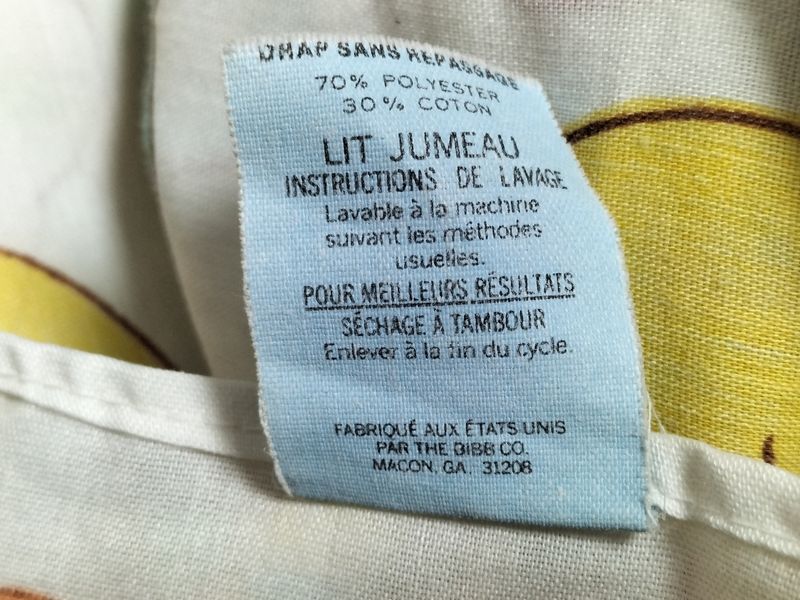 DRAP SANS REPASSAGE
70% POLYESTER
30% COTON
LIT JUMEAU
INSTRUCTIONS DE LAVAGE
Lavable à la machine
suivant les méthodes
usuelles.
POUR MEILLEURS RÉSULTATS
SÉCHAGE À TAMBOUR
Enlever à la fin du cycle.
FABRIQUÉ AUX ÉTATS UNIS
PAR THE BIBB CO.
MACON, GA. 31208